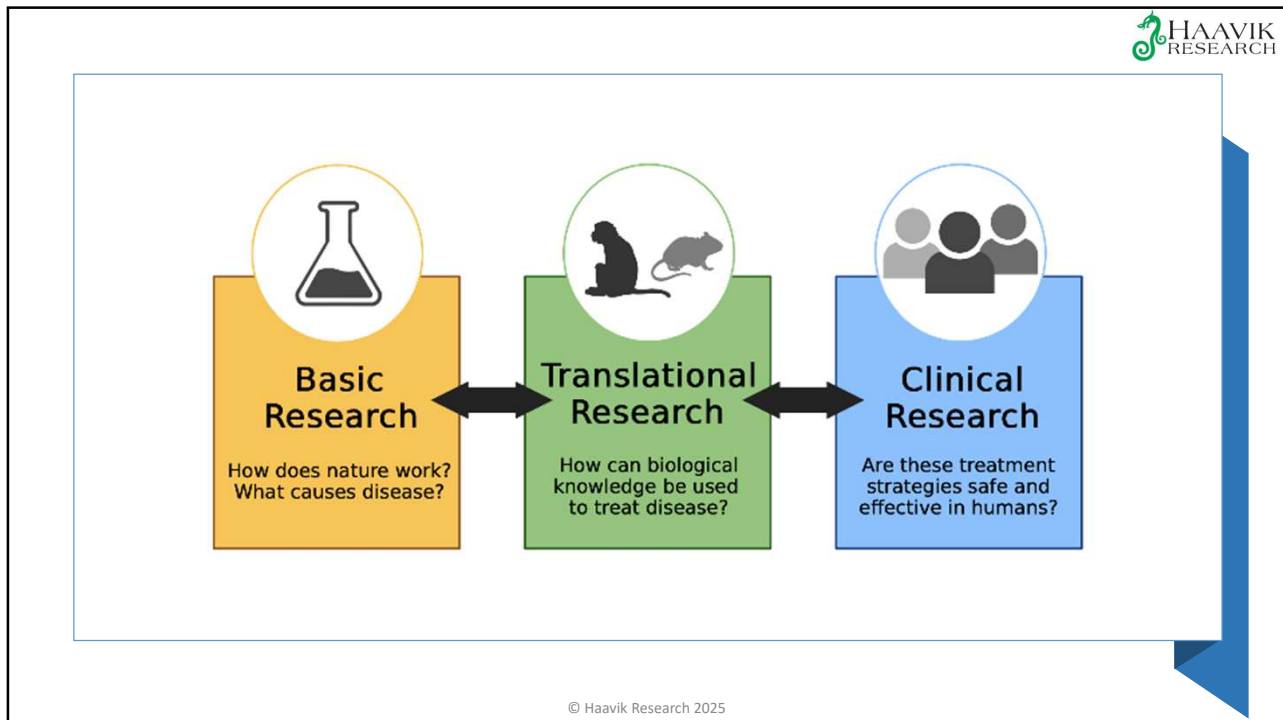 HAAVIK
RESEARCH
Basic
Research
How does nature work?
What causes disease?
Translational
Research
How can biological
knowledge be used
to treat disease?
Clinical
Research
Are these treatment
strategies safe and
effective in humans?
© Haavik Research 2025